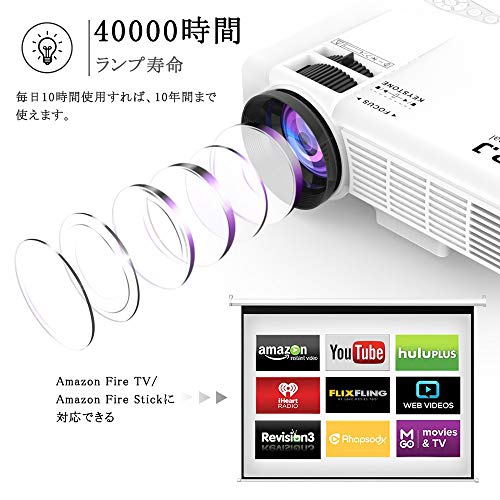 40000時間
ランプ寿命
毎日10時間使用すれば、10年間まで
使えます。
KEYSTONE
FOCUS
amazon
instant video
YouTube
huluPLUS
iHeart
RADIO
FLIXFLING
WEB VIDEOS
Revision3
Rhapsody
M
GO
movies
& TV
Amazon Fire TV/
Amazon Fire Stickに
対応できる